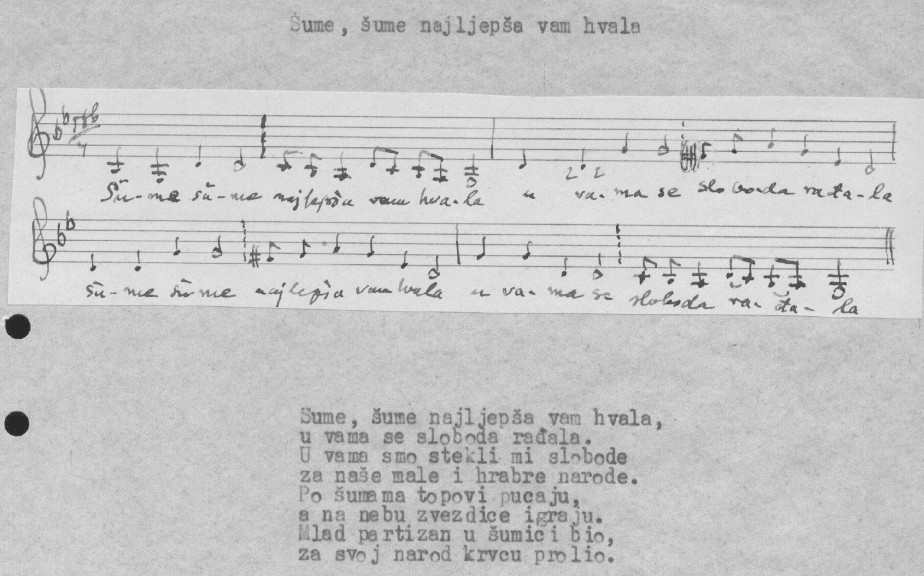 Šume, šume najljepša vam hvala
Šu-me šu-me najlepša vam hva-la u va-ma se sloboda rađa-la
šu-me šu-me najlepša vam hvala u va-ma se sloboda ra-đa-la
Šume, šume najljepša vam hvala,
u vama se sloboda rađala.
U vama smo stekli mi slobode
za naše male i hrabre narode.
Po šumama topovi pucaju,
a na nebu zvezdice igraju.
Mlad partizan u šumici bio,
za svoj narod krvcu prolio.